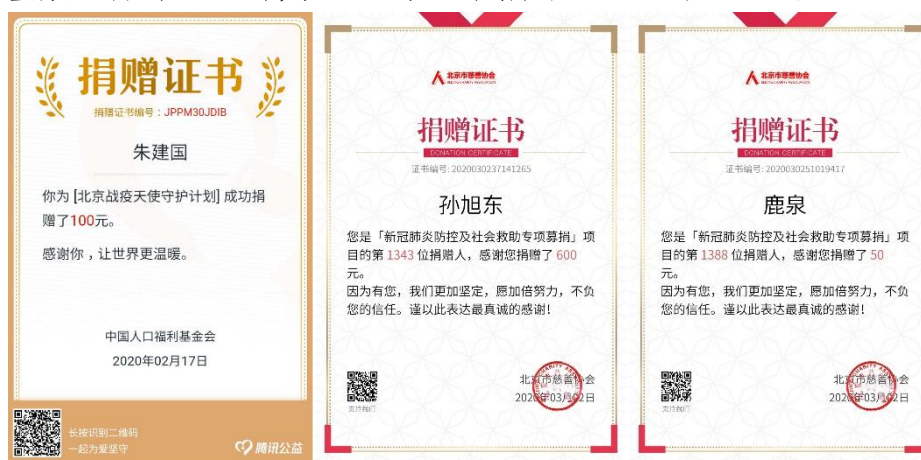 捐赠证书
捐赠证书编号：JPPM30JDIB
朱建国
你为 [北京战疫天使守护计划] 成功捐
赠了100元。
感谢你，让世界更温暖。
中国人口福利基金会
2020年02月17日
长按识别二维码
一起为爱坚守
腾讯公益
北京市慈善协会
捐赠证书
DONATION CERTIFICATE
证书编号: 2020030237141265
孙旭东
您是「新冠肺炎防控及社会救助专项募捐」项
目的第 1343 位捐赠人，感谢您捐赠了 600
元。
因为有您，我们更加坚定，愿加倍努力，不负
您的信任。谨以此表达最真诚的感谢!
北京市慈善协会
2020年03月02日
北京市慈善协会
捐赠证书
DONATION CERTIFICATE
证书编号: 2020030251019417
鹿泉
您是「新冠肺炎防控及社会救助专项募捐」项
目的第 1388 位捐赠人，感谢您捐赠了 50
元。
因为有您，我们更加坚定，愿加倍努力，不负
您的信任。谨以此表达最真诚的感谢!
北京市慈善协会
2020年03月02日